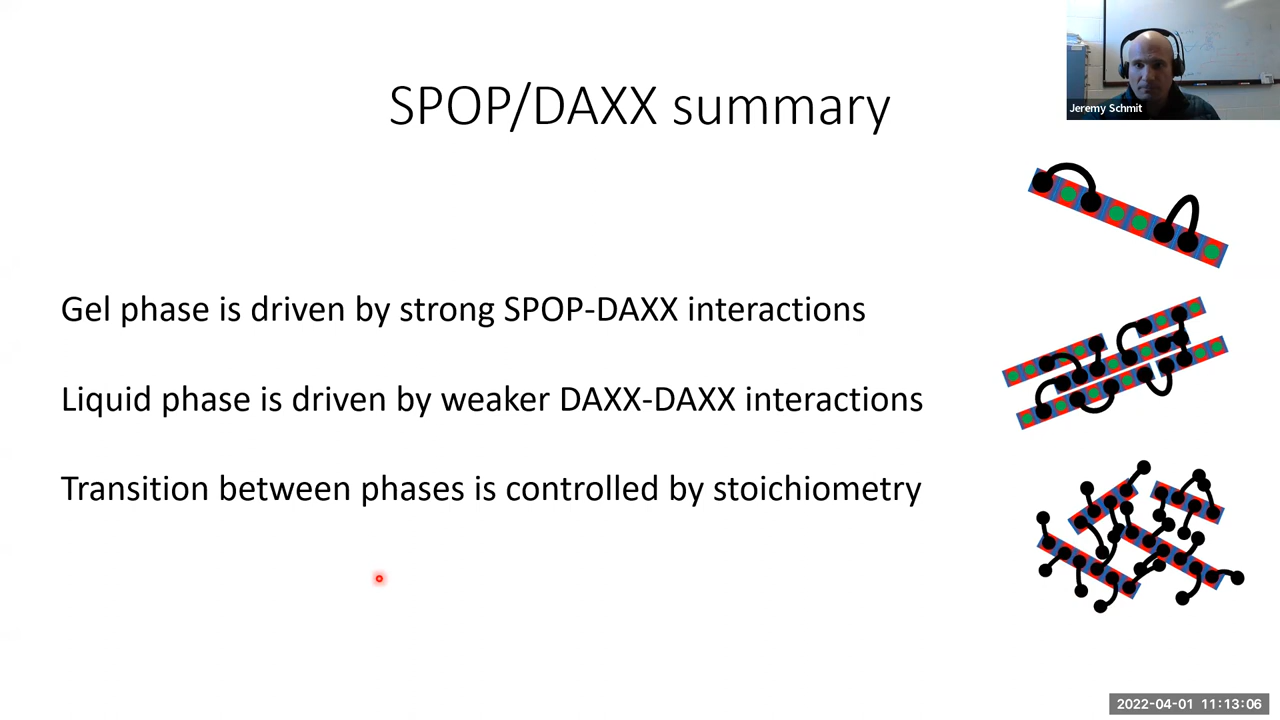 SPOP/DAXX summary
Jeremy Schmit
Gel phase is driven by strong SPOP-DAXX interactions
Liquid phase is driven by weaker DAXX-DAXX interactions
Transition between phases is controlled by stoichiometry
2022-04-01 11:13:06